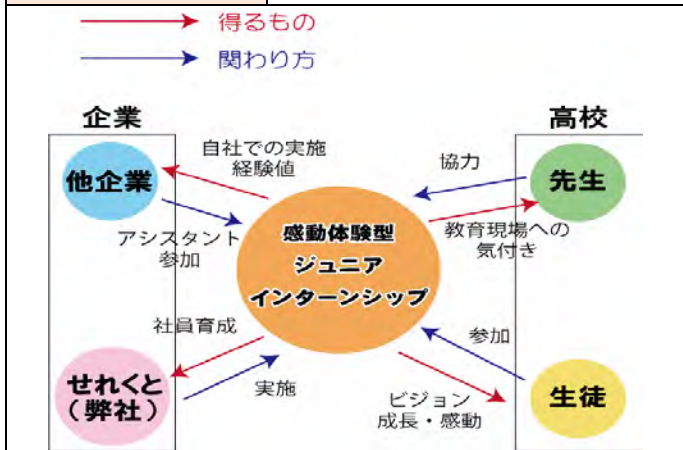 得るもの
関わり方
企業
高校
他企業
自社での実施
経験値
アシスタント
参加
協力
先生
教育現場への
気付き
感動体験型
ジュニア
インターンシップ
社員育成
せれくと
(弊社)
実施
参加
ビジョン
成長・感動
生徒